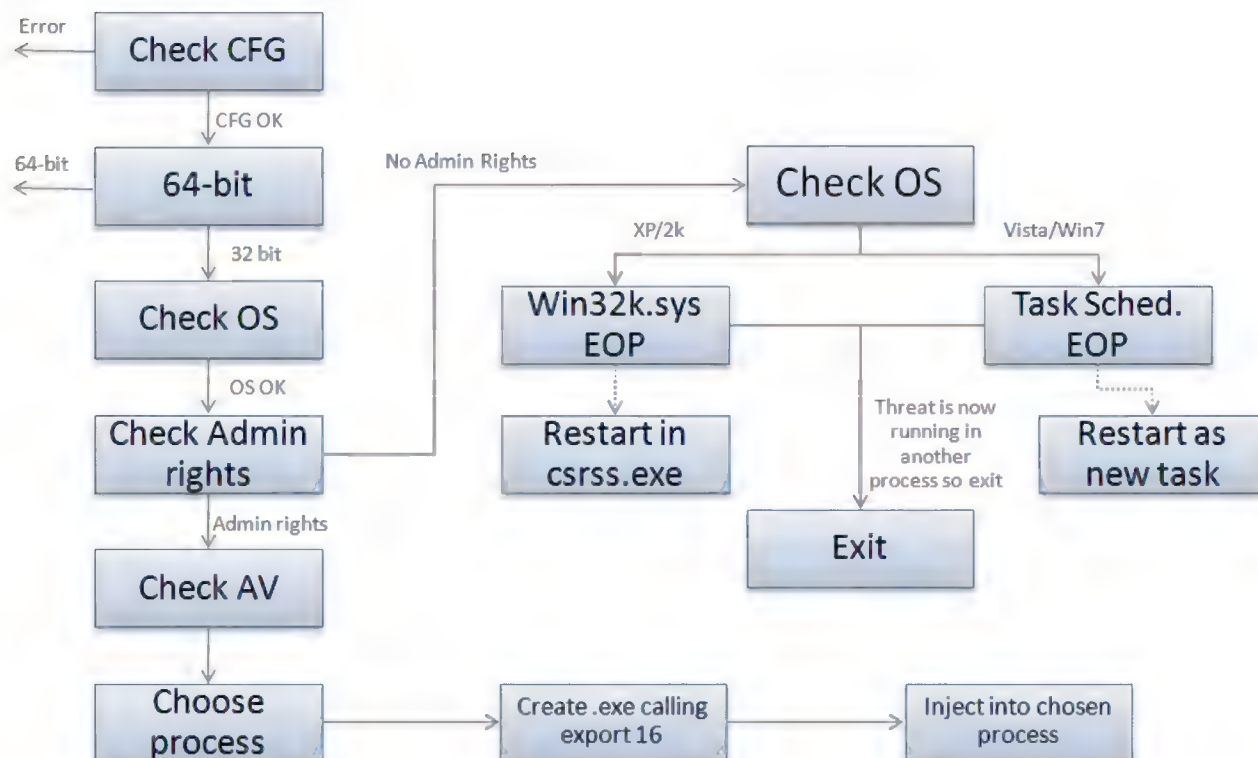 Error
Check CFG
CFG OK
64-bit
64-bit
No Admin Rights
Check OS
32 bit
XP/2k
Vista/Win7
Check OS
Win32k.sys
EOP
Task Sched.
EOP
OS OK
Check Admin
rights
Restart in
csrss.exe
Threat is now
running in
another
process so exit
Restart as
new task
Admin rights
Exit
Check AV
Choose
process
Create .exe calling
export 16
Inject into chosen
process